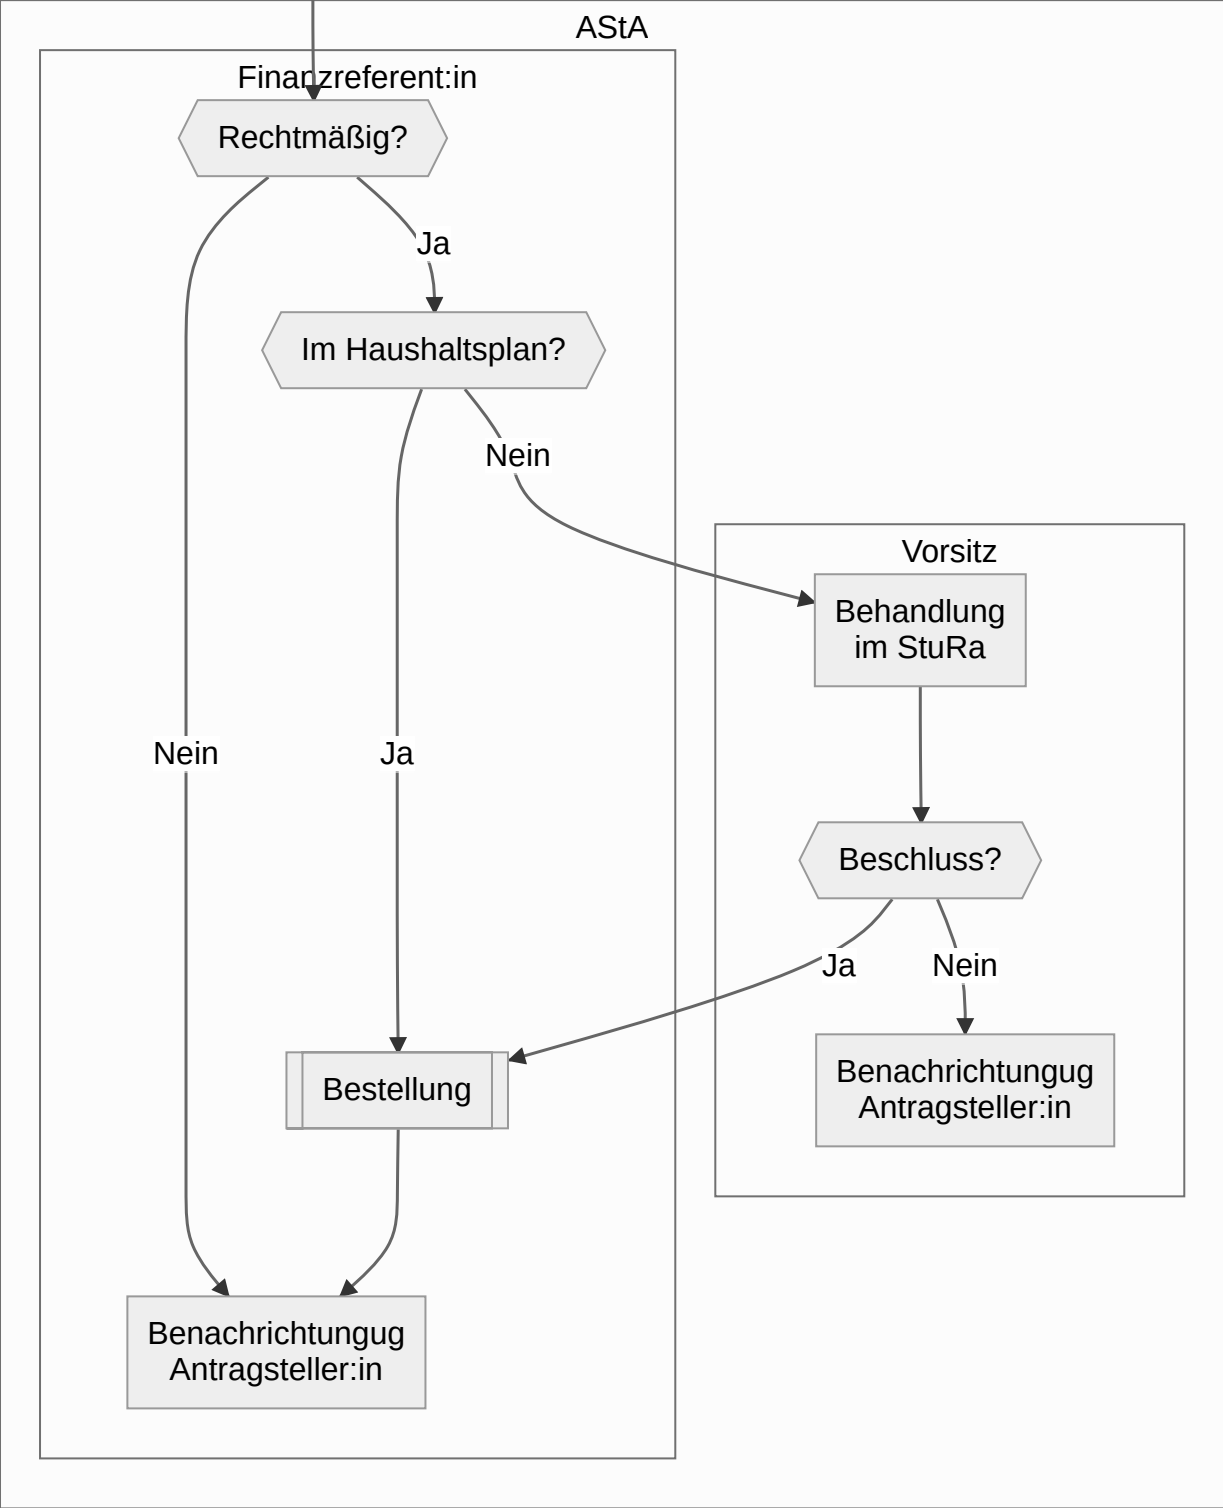 AStA
Finanzreferent:in
Rechtmäßig?
Ja
Im Haushaltsplan?
Nein
Vorsitz
Behandlung
im StuRa
Nein
Ja
Beschluss?
Ja
Nein
Benachrichtungug
Antragsteller:in
Bestellung
Benachrichtungug
Antragsteller:in